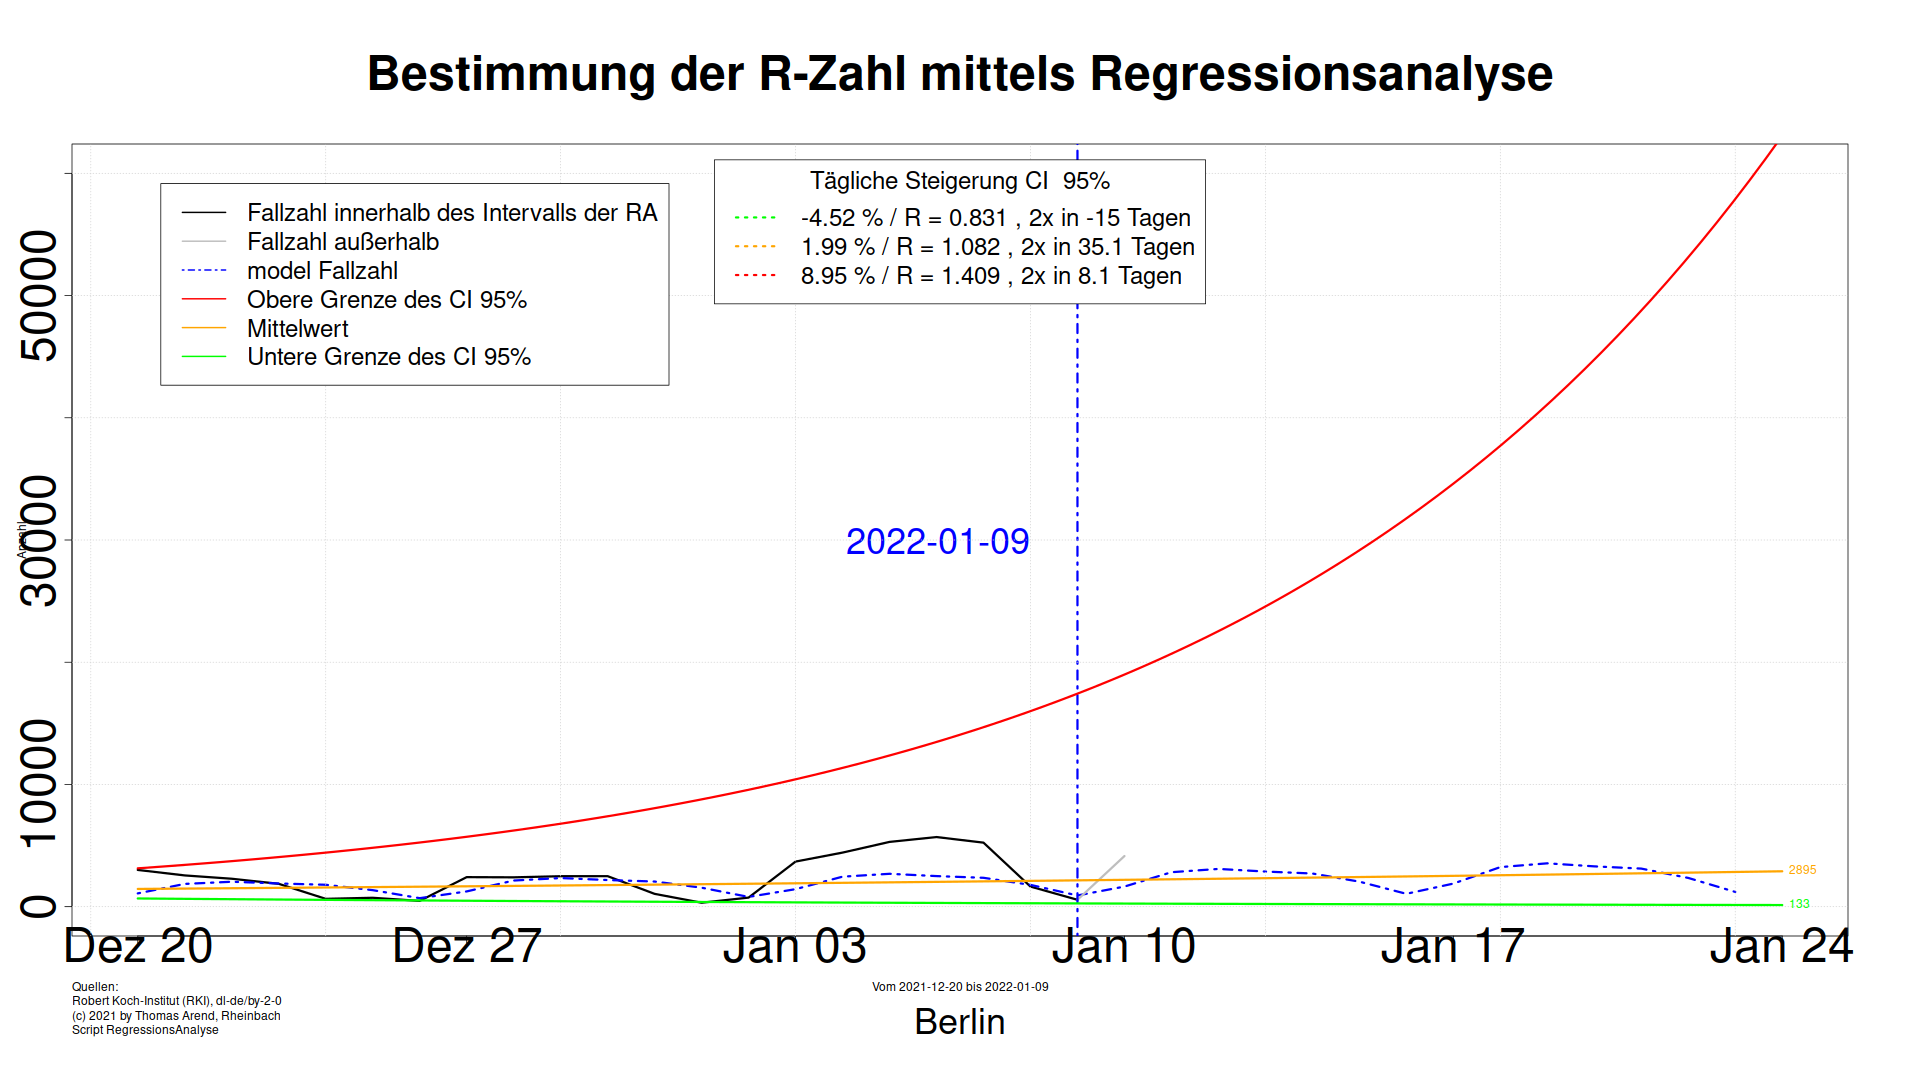 Bestimmung der R-Zahl mittels Regressionsanalyse
Fallzahl innerhalb des Intervalls der RA
Fallzahl außerhalb
model Fallzahl
Obere Grenze des CI 95%
Mittelwert
Untere Grenze des CI 95%
Tägliche Steigerung CI  95%
-4.52 % / R = 0.831 , 2x in -15 Tagen
1.99 % / R = 1.082 , 2x in 35.1 Tagen
8.95 % / R = 1.409 , 2x in 8.1 Tagen
50000
30000
10000
0
Anzahl
2022-01-09
2895
133
Dez 20
Dez 27
Jan 03
Jan 10
Jan 17
Jan 24
Quellen:
Robert Koch-Institut (RKI), dl-de/by-2-0
(c) 2021 by Thomas Arend, Rheinbach
Script RegressionsAnalyse
Vom 2021-12-20 bis 2022-01-09
Berlin